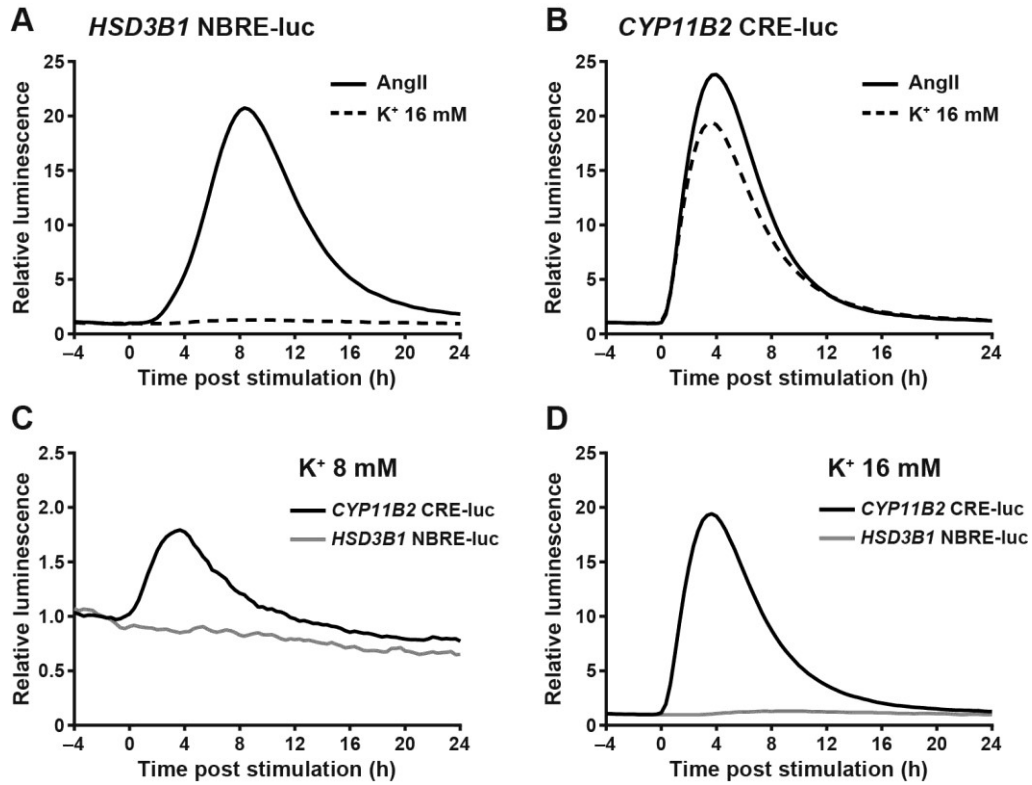 A
HSD3B1 NBRE-luc
25
20
15
10
5
0
Relative luminescence
AngII
K⁺ 16 mM
–4 0 4 8 12 16 20 24
Time post stimulation (h)
B
CYP11B2 CRE-luc
25
20
15
10
5
0
Relative luminescence
AngII
K⁺ 16 mM
–4 0 4 8 12 16 20 24
Time post stimulation (h)
C
K⁺ 8 mM
2.5
2.0
1.5
1.0
0.5
0
Relative luminescence
CYP11B2 CRE-luc
HSD3B1 NBRE-luc
–4 0 4 8 12 16 20 24
Time post stimulation (h)
D
K⁺ 16 mM
25
20
15
10
5
0
Relative luminescence
CYP11B2 CRE-luc
HSD3B1 NBRE-luc
–4 0 4 8 12 16 20 24
Time post stimulation (h)